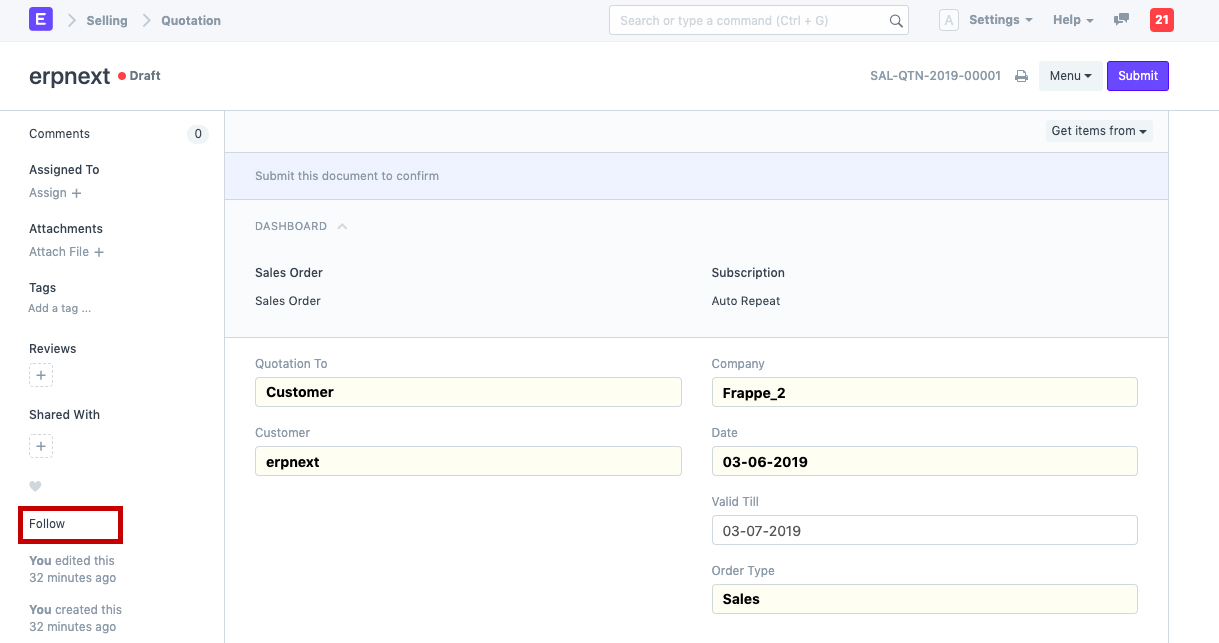 E Selling Quotation Search or type a command (Ctrl + G) A Settings Help 21
erpnext Draft SAL-QTN-2019-00001 Menu Submit
Comments 0
Assigned To
Assign +
Attachments
Attach File +
Tags
Add a tag ...
Reviews
+
Shared With
+
Follow
You edited this
32 minutes ago
You created this
32 minutes ago
Get items from
Submit this document to confirm
DASHBOARD
Sales Order
Sales Order
Subscription
Auto Repeat
Quotation To
Customer
Customer
erpnext
Company
Frappe_2
Date
03-06-2019
Valid Till
03-07-2019
Order Type
Sales